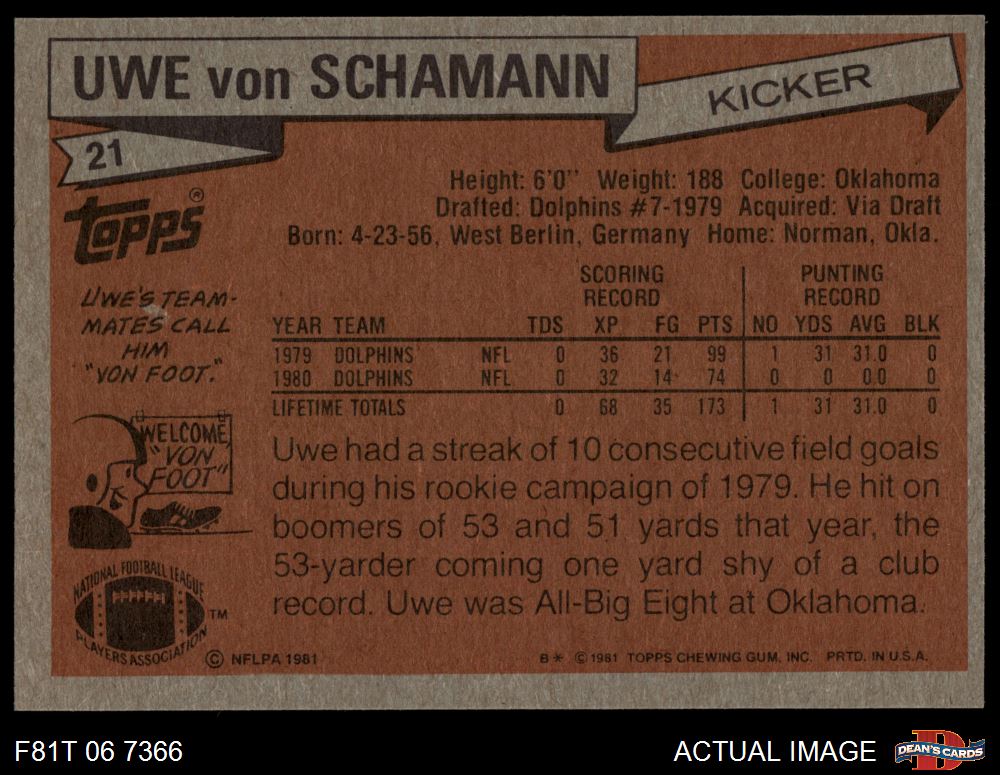 UWE von SCHAMANN
KICKER
21
TOPPS®
Height: 6'0" Weight: 188 College: Oklahoma
Drafted: Dolphins #7-1979 Acquired: Via Draft
Born: 4-23-56, West Berlin, Germany Home: Norman, Okla.
UWE'S TEAM-
MATES CALL
HIM
"VON FOOT."
WELCOME,
"VON
FOOT"
SCORING PUNTING
RECORD RECORD
YEAR TEAM TDS XP FG PTS NO YDS AVG BLK
1979 DOLPHINS NFL 0 36 21 99 1 31 31.0 0
1980 DOLPHINS NFL 0 32 14 74 0 0 0.0 0
LIFETIME TOTALS 0 68 35 173 1 31 31.0 0
Uwe had a streak of 10 consecutive field goals
during his rookie campaign of 1979. He hit on
boomers of 53 and 51 yards that year, the
53-yarder coming one yard shy of a club
record. Uwe was All-Big Eight at Oklahoma.
NATIONAL FOOTBALL LEAGUE
PLAYERS ASSOCIATION
TM
© NFLPA 1981
B* © 1981 TOPPS CHEWING GUM, INC. PRTD. IN U.S.A.
F81T 06 7366
ACTUAL IMAGE
D
DEAN'S CARDS